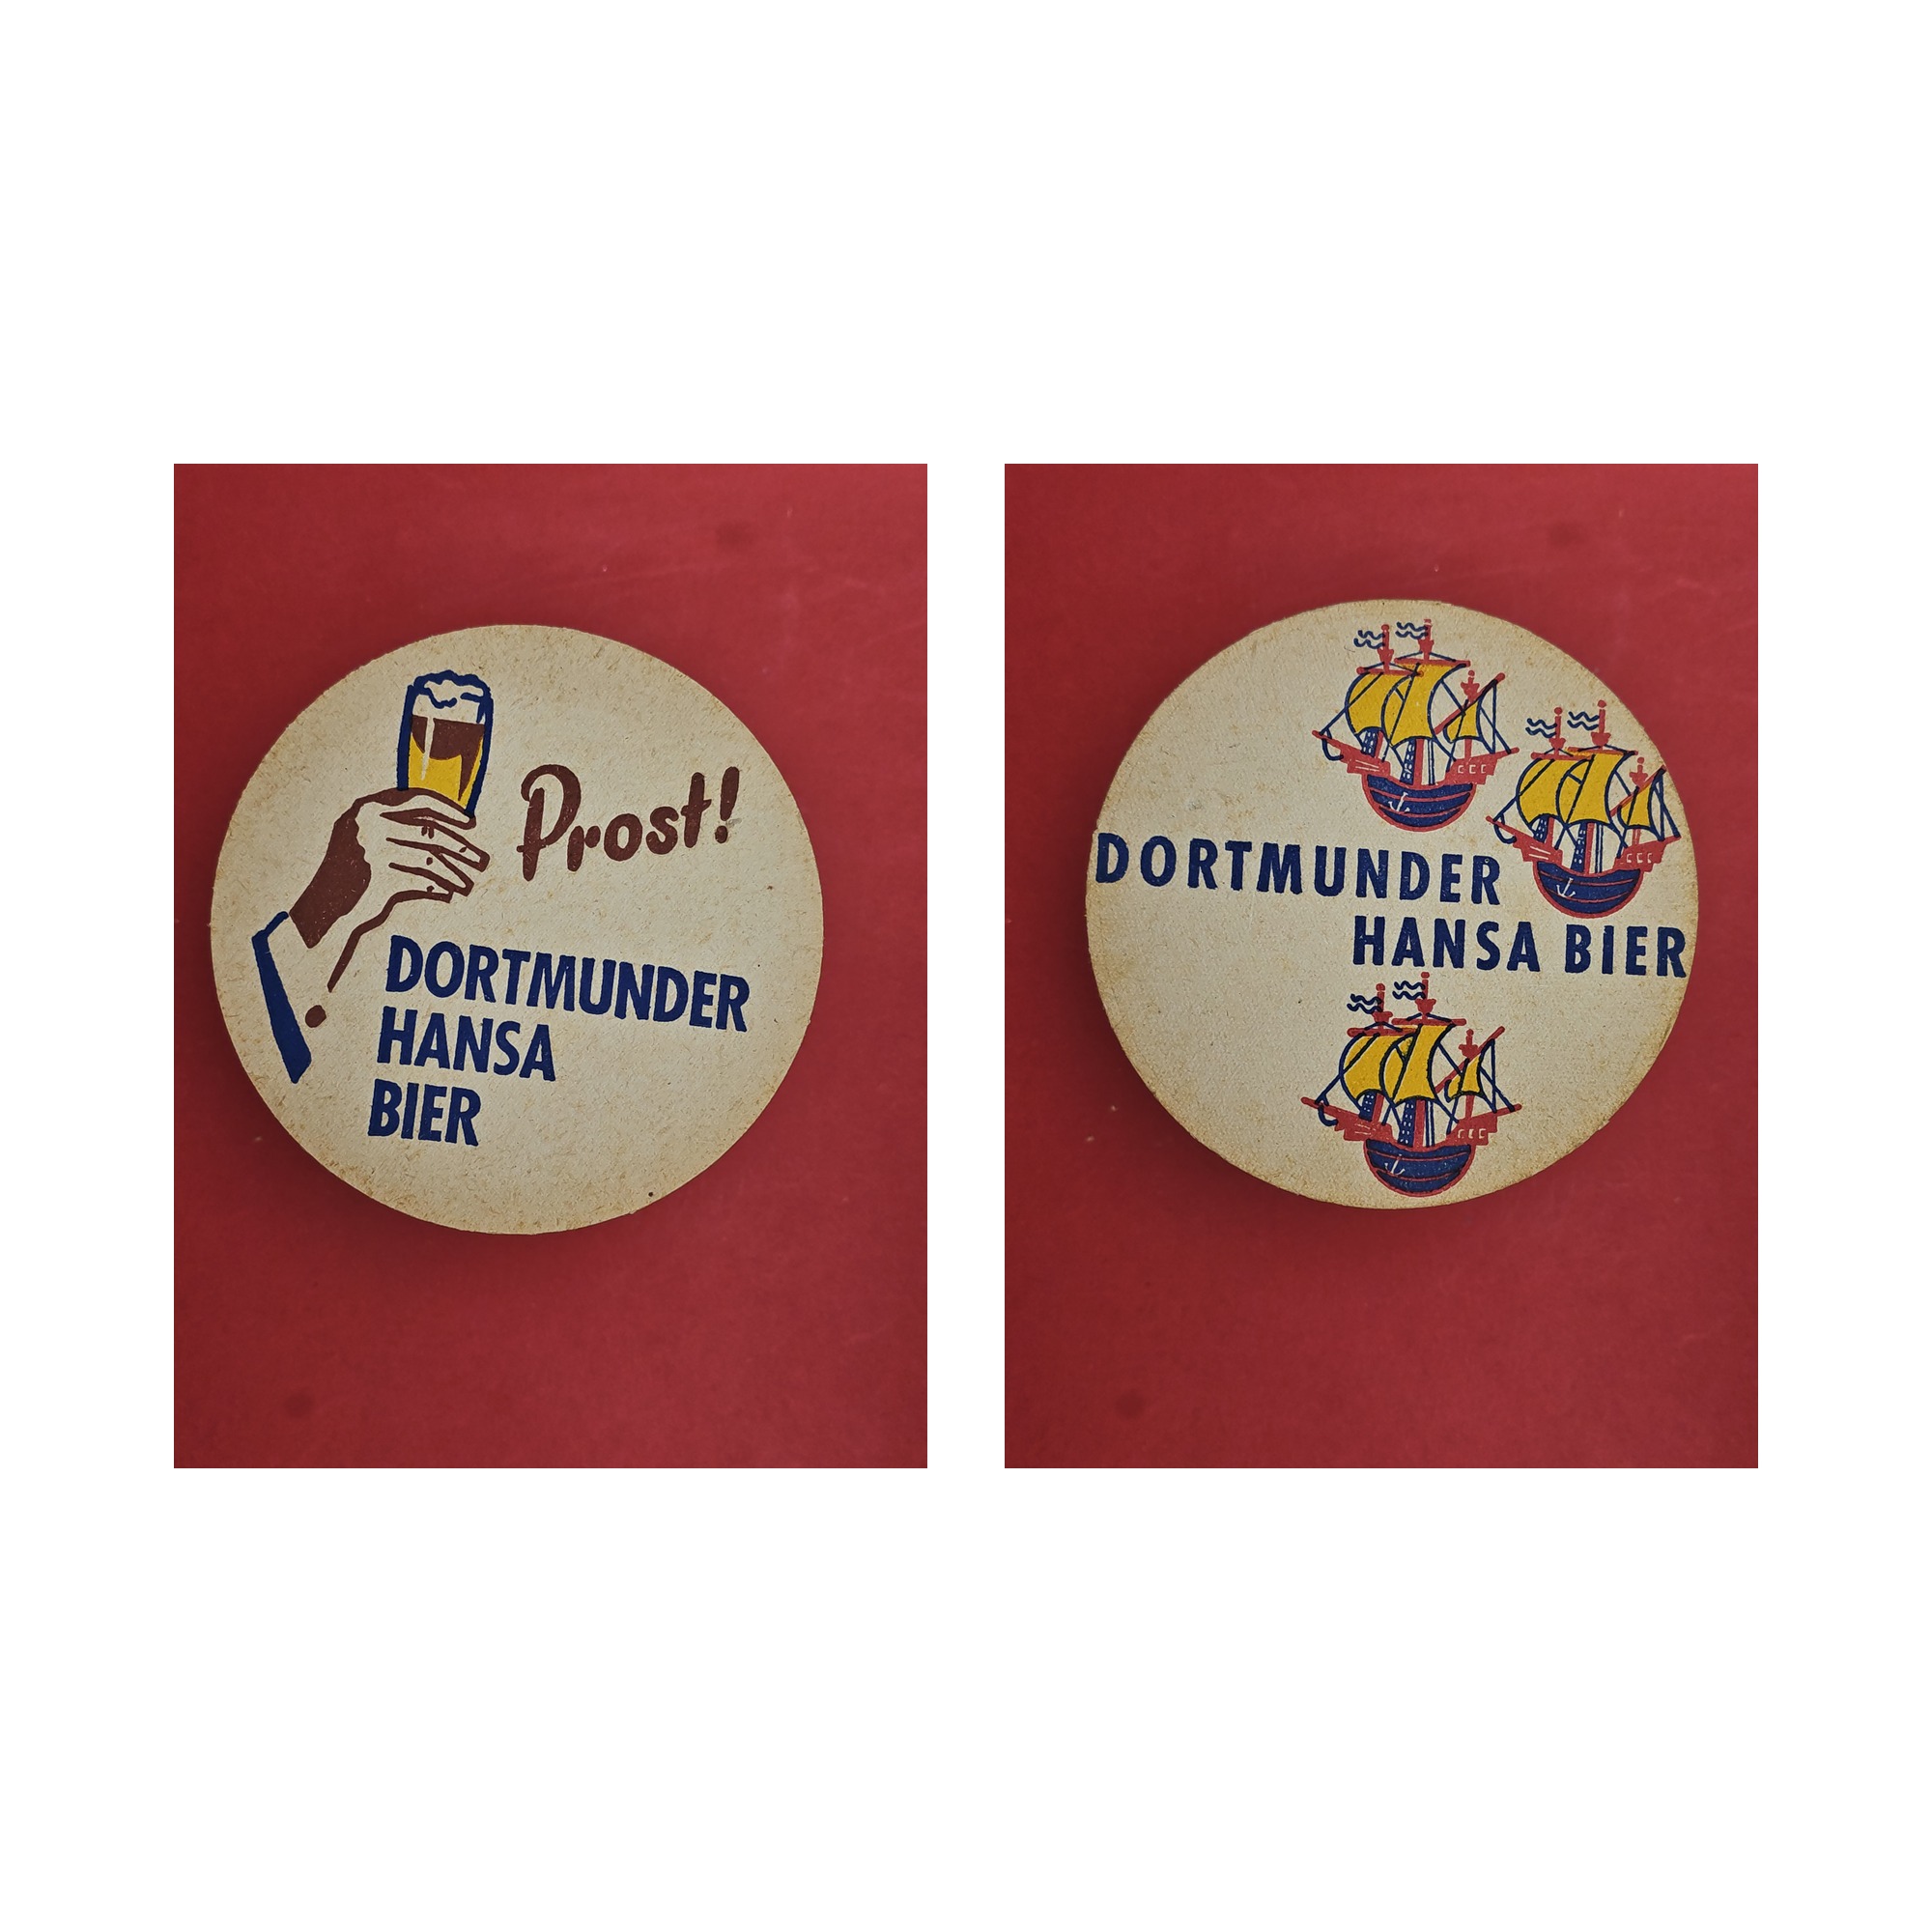 Prost!
DORTMUNDER
HANSA
BIER
DORTMUNDER
HANSA BIER